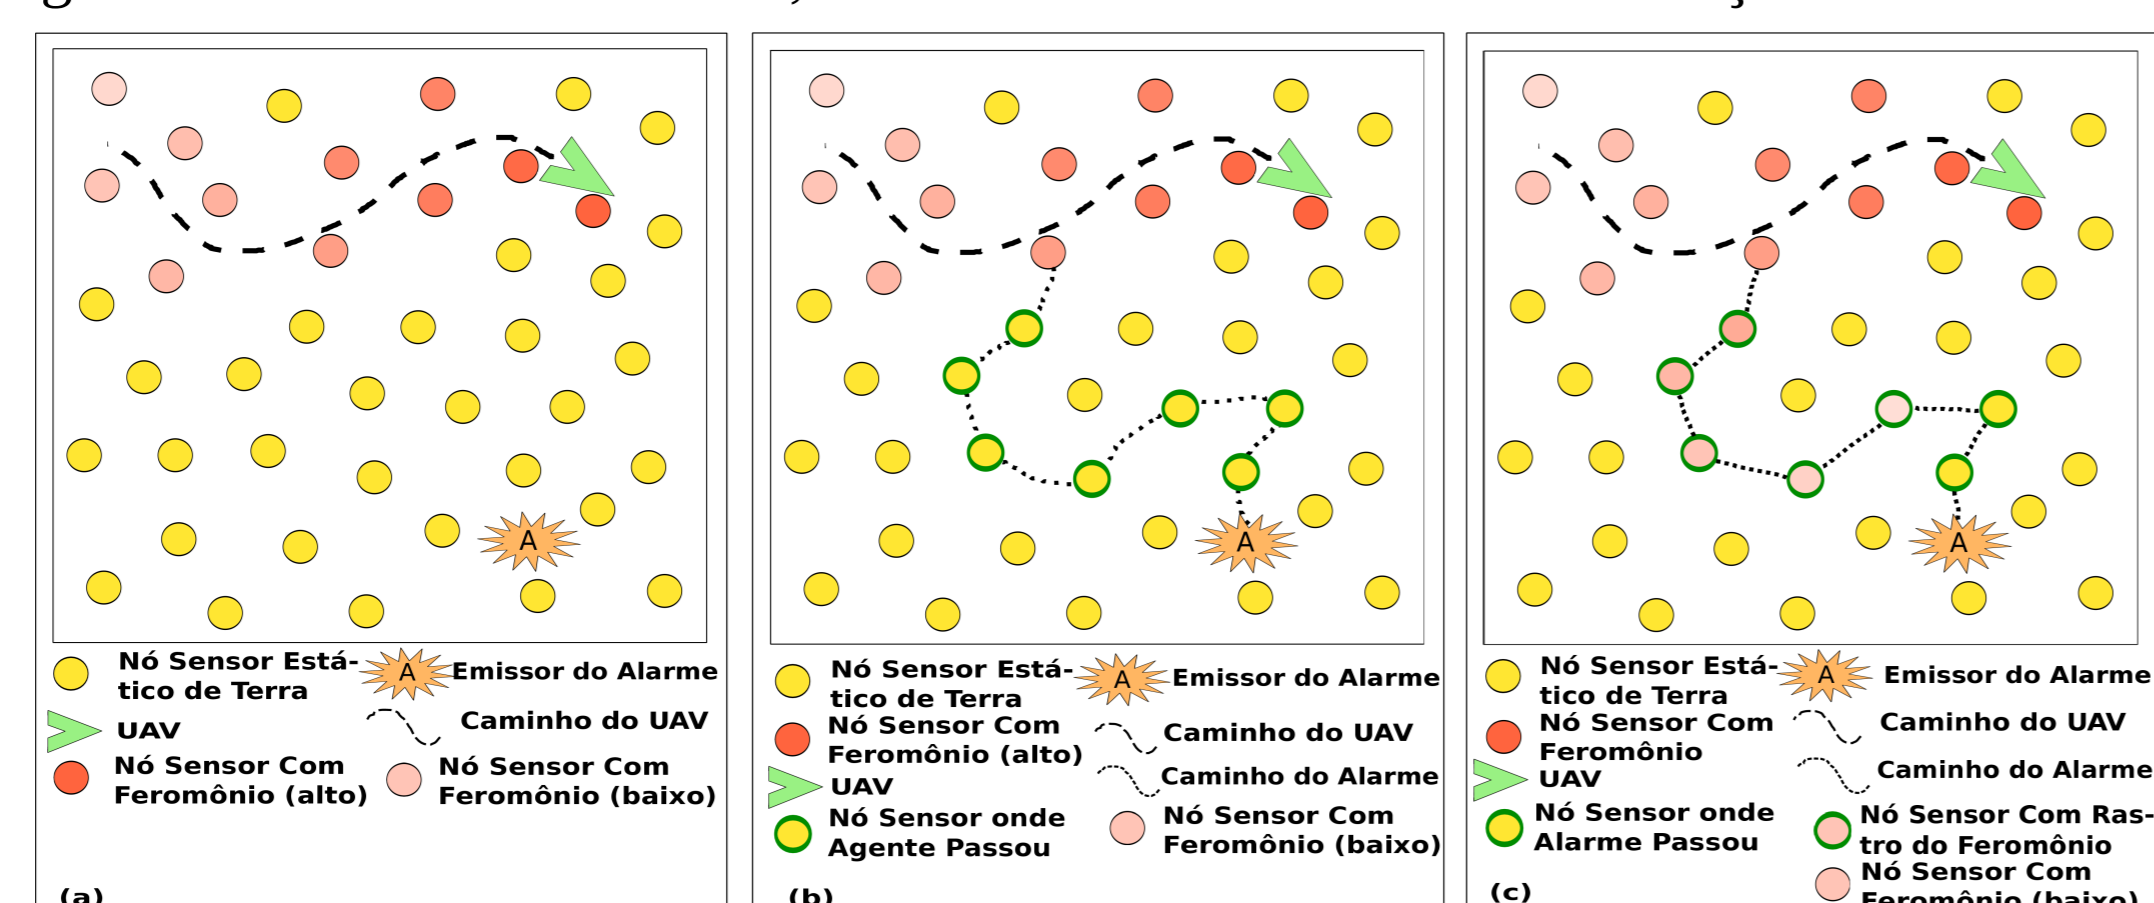 A
Nó Sensor Está-
tico de Terra
A
Emissor do Alarme
UAV
Caminho do UAV
Nó Sensor Com
Feromônio (alto)
Nó Sensor Com
Feromônio (baixo)
(a)
A
Nó Sensor Está-
tico de Terra
A
Emissor do Alarme
Nó Sensor Com
Feromônio (alto)
Caminho do UAV
UAV
Caminho do Alarme
Nó Sensor onde
Agente Passou
Nó Sensor Com
Feromônio (baixo)
(b)
A
Nó Sensor Está-
tico de Terra
A
Emissor do Alarme
Nó Sensor Com
Feromônio
Caminho do UAV
UAV
Caminho do Alarme
Nó Sensor onde
Alarme Passou
Nó Sensor Com Ras-
tro do Feromônio
Nó Sensor Com
Feromônio (baixo)
(c)